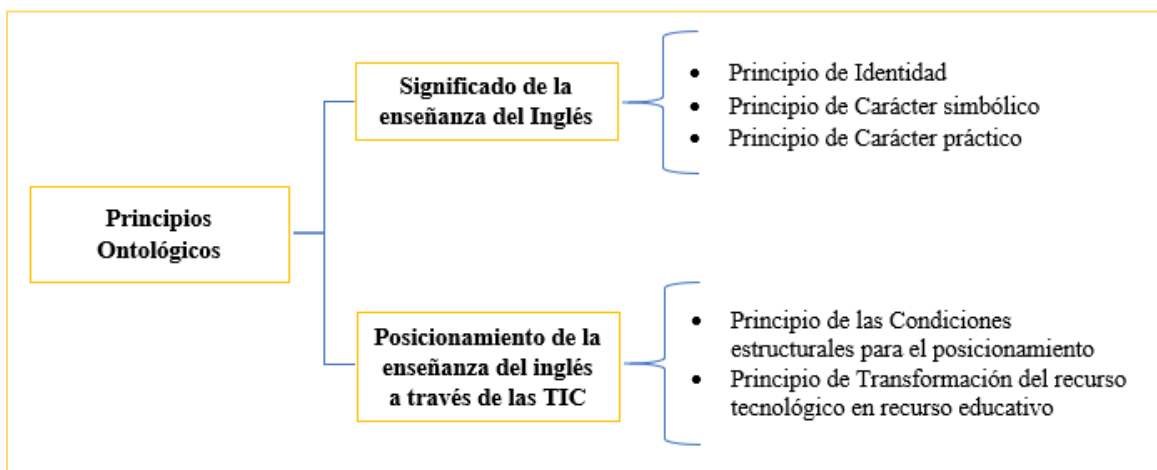 Principios
Ontológicos
Significado de la
enseñanza del Inglés
• Principio de Identidad
• Principio de Carácter simbólico
• Principio de Carácter práctico
Posicionamiento de la
enseñanza del inglés
a través de las TIC
• Principio de las Condiciones
estructurales para el posicionamiento
• Principio de Transformación del recurso
tecnológico en recurso educativo